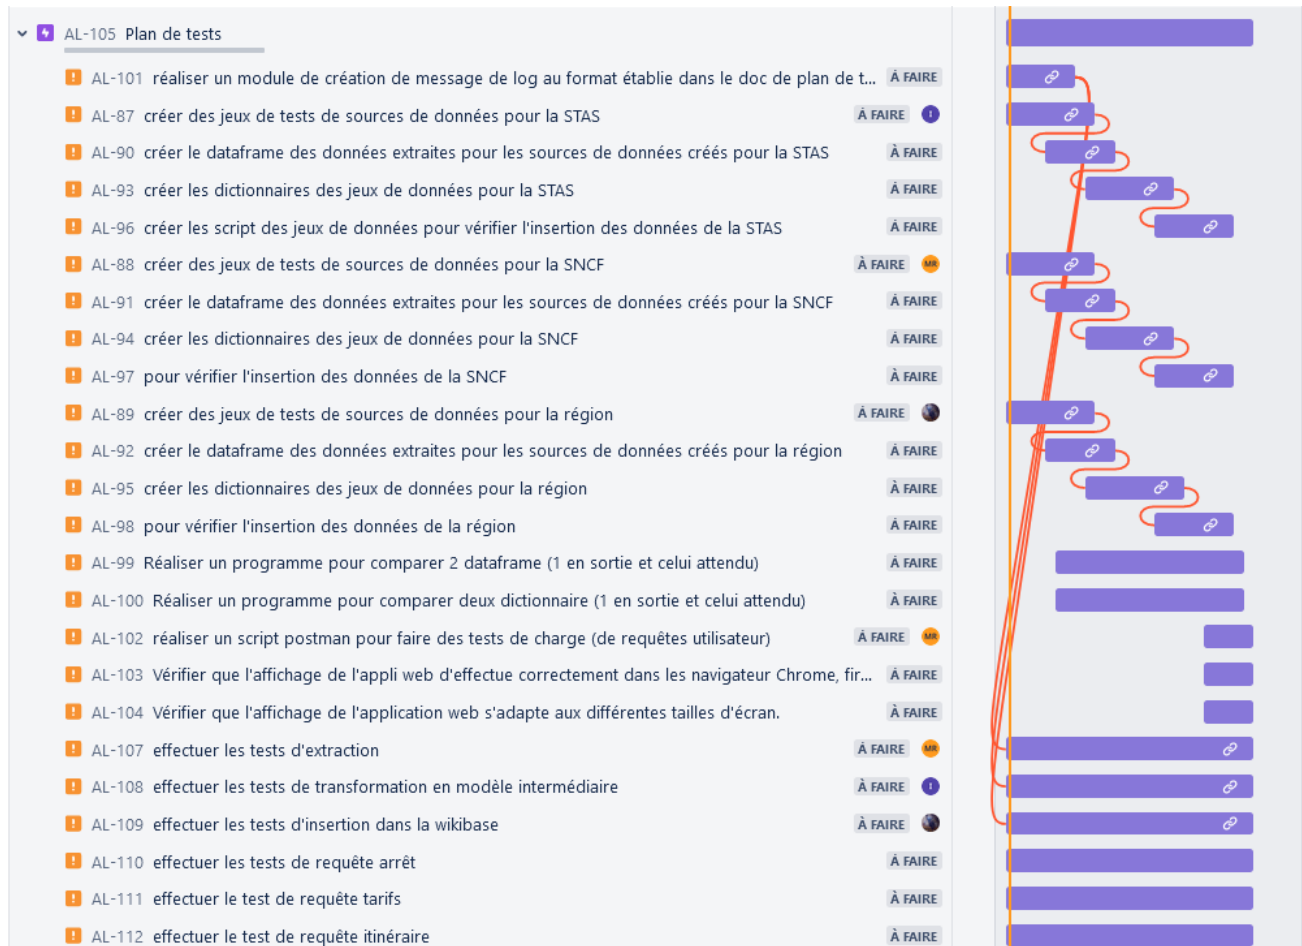 AL-105 Plan de tests
AL-101 réaliser un module de création de message de log au format établie dans le doc de plan de t... À FAIRE
AL-87 créer des jeux de tests de sources de données pour la STAS À FAIRE I
AL-90 créer le dataframe des données extraites pour les sources de données créés pour la STAS À FAIRE
AL-93 créer les dictionnaires des jeux de données pour la STAS À FAIRE
AL-96 créer les script des jeux de données pour vérifier l'insertion des données de la STAS À FAIRE
AL-88 créer des jeux de tests de sources de données pour la SNCF À FAIRE MR
AL-91 créer le dataframe des données extraites pour les sources de données créés pour la SNCF À FAIRE
AL-94 créer les dictionnaires des jeux de données pour la SNCF À FAIRE
AL-97 pour vérifier l'insertion des données de la SNCF À FAIRE
AL-89 créer des jeux de tests de sources de données pour la région À FAIRE
AL-92 créer le dataframe des données extraites pour les sources de données créés pour la région À FAIRE
AL-95 créer les dictionnaires des jeux de données pour la région À FAIRE
AL-98 pour vérifier l'insertion des données de la région À FAIRE
AL-99 Réaliser un programme pour comparer 2 dataframe (1 en sortie et celui attendu) À FAIRE
AL-100 Réaliser un programme pour comparer deux dictionnaire (1 en sortie et celui attendu) À FAIRE
AL-102 réaliser un script postman pour faire des tests de charge (de requêtes utilisateur) À FAIRE MR
AL-103 Vérifier que l'affichage de l'appli web d'effectue correctement dans les navigateur Chrome, fir... À FAIRE
AL-104 Vérifier que l'affichage de l'application web s'adapte aux différentes tailles d'écran. À FAIRE
AL-107 effectuer les tests d'extraction À FAIRE MR
AL-108 effectuer les tests de transformation en modèle intermédiaire À FAIRE I
AL-109 effectuer les tests d'insertion dans la wikibase À FAIRE
AL-110 effectuer les tests de requête arrêt À FAIRE
AL-111 effectuer le test de requête tarifs À FAIRE
AL-112 effectuer le test de requête itinéraire À FAIRE